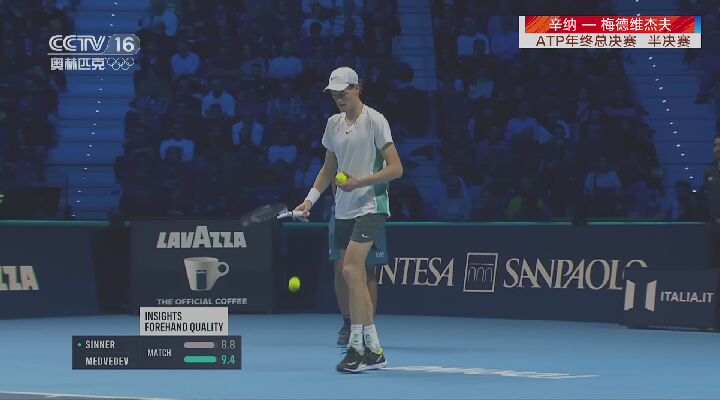 CCTV 16
奥林匹克
辛纳 — 梅德维杰夫
ATP年终总决赛 半决赛
LAVAZZA
THE OFFICIAL COFFEE
ZZA
INTESA SANPAOLO
ITALIA.IT
INSIGHTS
FOREHAND QUALITY
SINNER
MEDVEDEV
MATCH
8.8
9.4